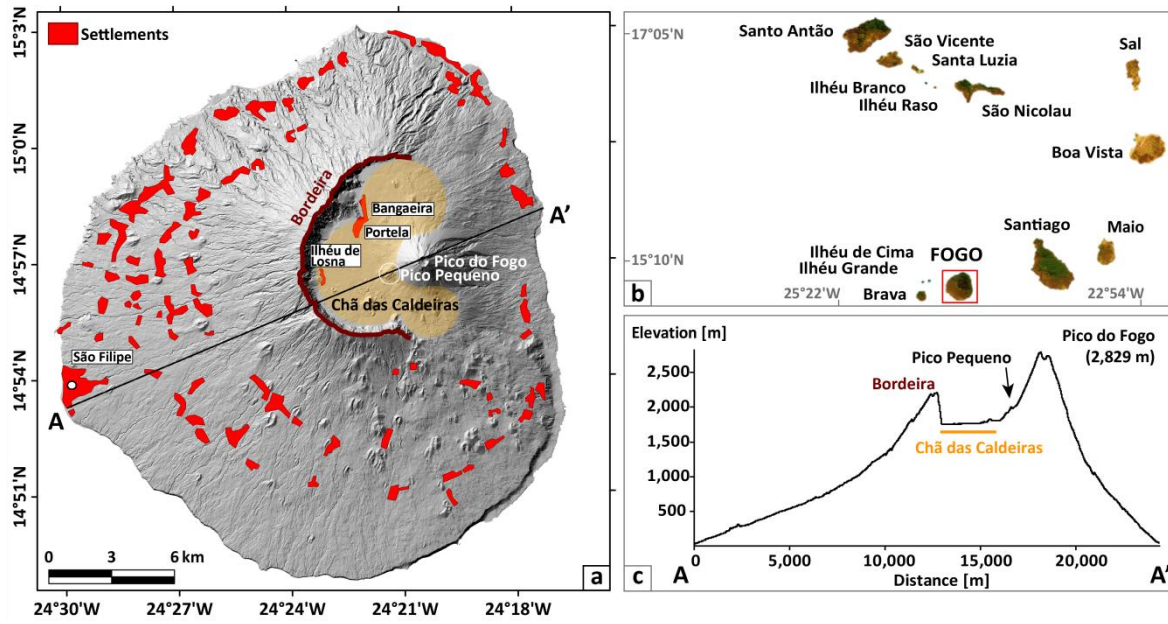 Settlements
15°3'N
15°0'N
14°57'N
14°54'N
14°51'N
Bordeira
Bangaeira
Portela
Ilhéu de
Losna
Pico do Fogo
Pico Pequeno
Chã das Caldeiras
São Filipe
A
A'
0 3 6 km
a
24°30'W 24°27'W 24°24'W 24°21'W 24°18'W
17°05'N
Santo Antão
São Vicente
Santa Luzia
Sal
Ilhéu Branco
Ilhéu Raso
São Nicolau
Boa Vista
Santiago
Maio
Ilhéu de Cima
FOGO
Ilhéu Grande
15°10'N
Brava
25°22'W
22°54'W
b
Elevation [m]
Pico do Fogo
(2,829 m)
Pico Pequeno
Bordeira
Chã das Caldeiras
2,500
2,000
1,500
1,000
500
0 5,000 10,000 15,000 20,000
c
A
Distance [m]
A'